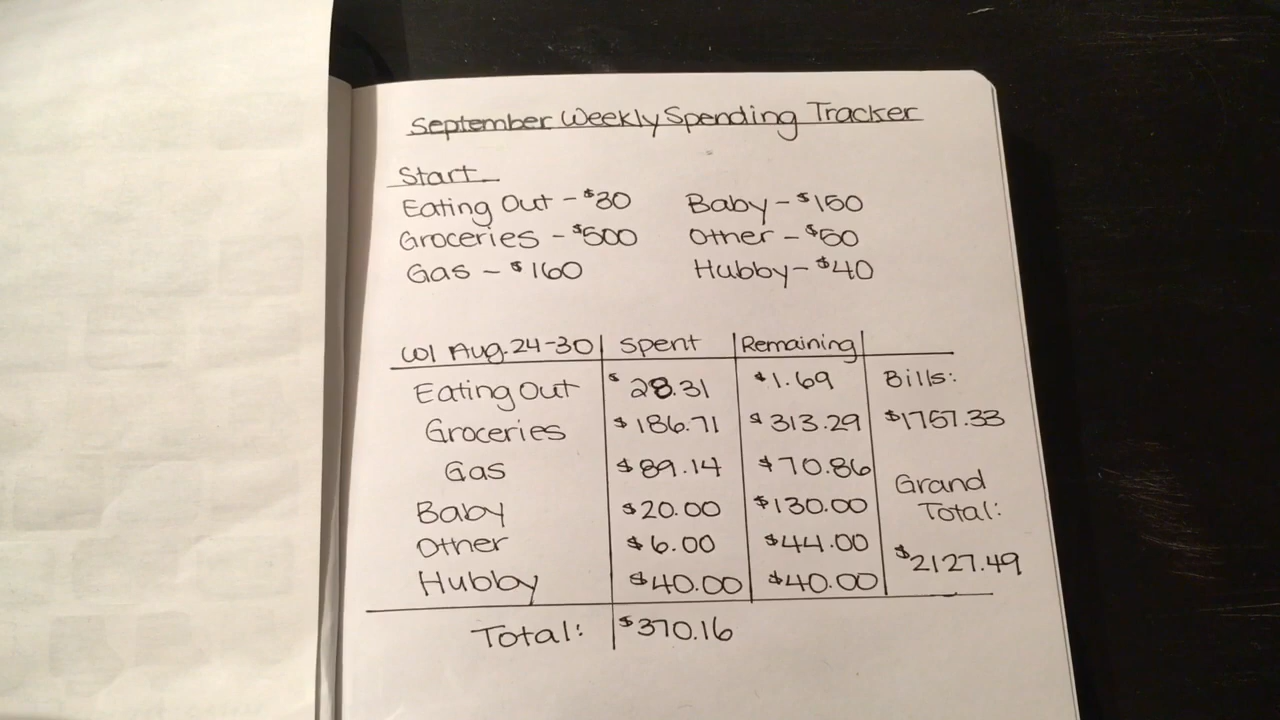 September Weekly Spending Tracker
Start
Eating Out - $30 Baby - $150
Groceries - $500 Other - $50
Gas - $160 Hubby - $40
W1 Aug. 24-30 Spent Remaining
Eating Out $28.31 $1.69 Bills:
Groceries $186.71 $313.29 $1757.33
Gas $89.14 $70.86 Grand
Baby $20.00 $130.00 Total:
Other $6.00 $44.00
Hubby $40.00 $40.00 $2127.49
Total: $370.16